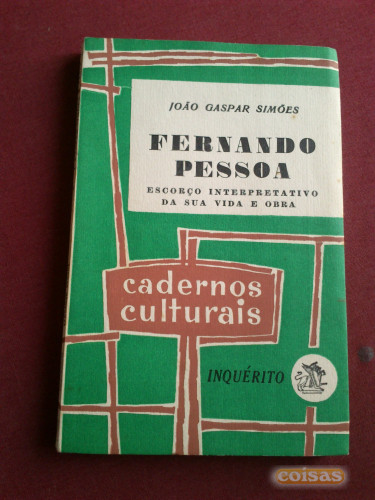 JOÃO GASPAR SIMÕES
FERNANDO
PESSOA
ESCORÇO INTERPRETATIVO
DA SUA VIDA E OBRA
cadernos
culturais
INQUÉRITO
coisas